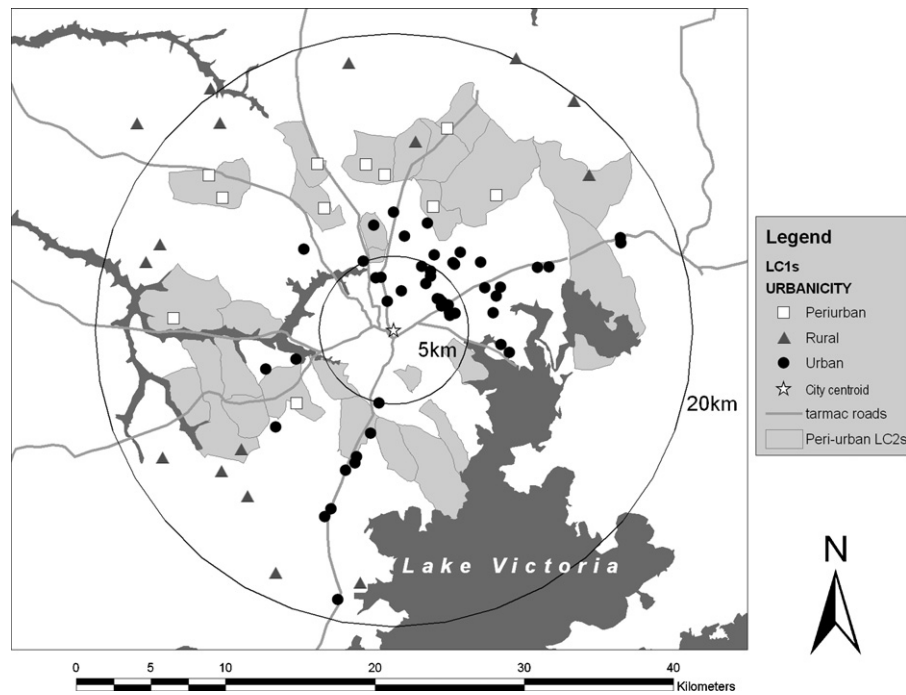 5km
20km
Lake Victoria
Legend
LC1s
URBANICITY
Periurban
Rural
Urban
City centroid
tarmac roads
Peri-urban LC2s
N
0 5 10 20 30 40
Kilometers